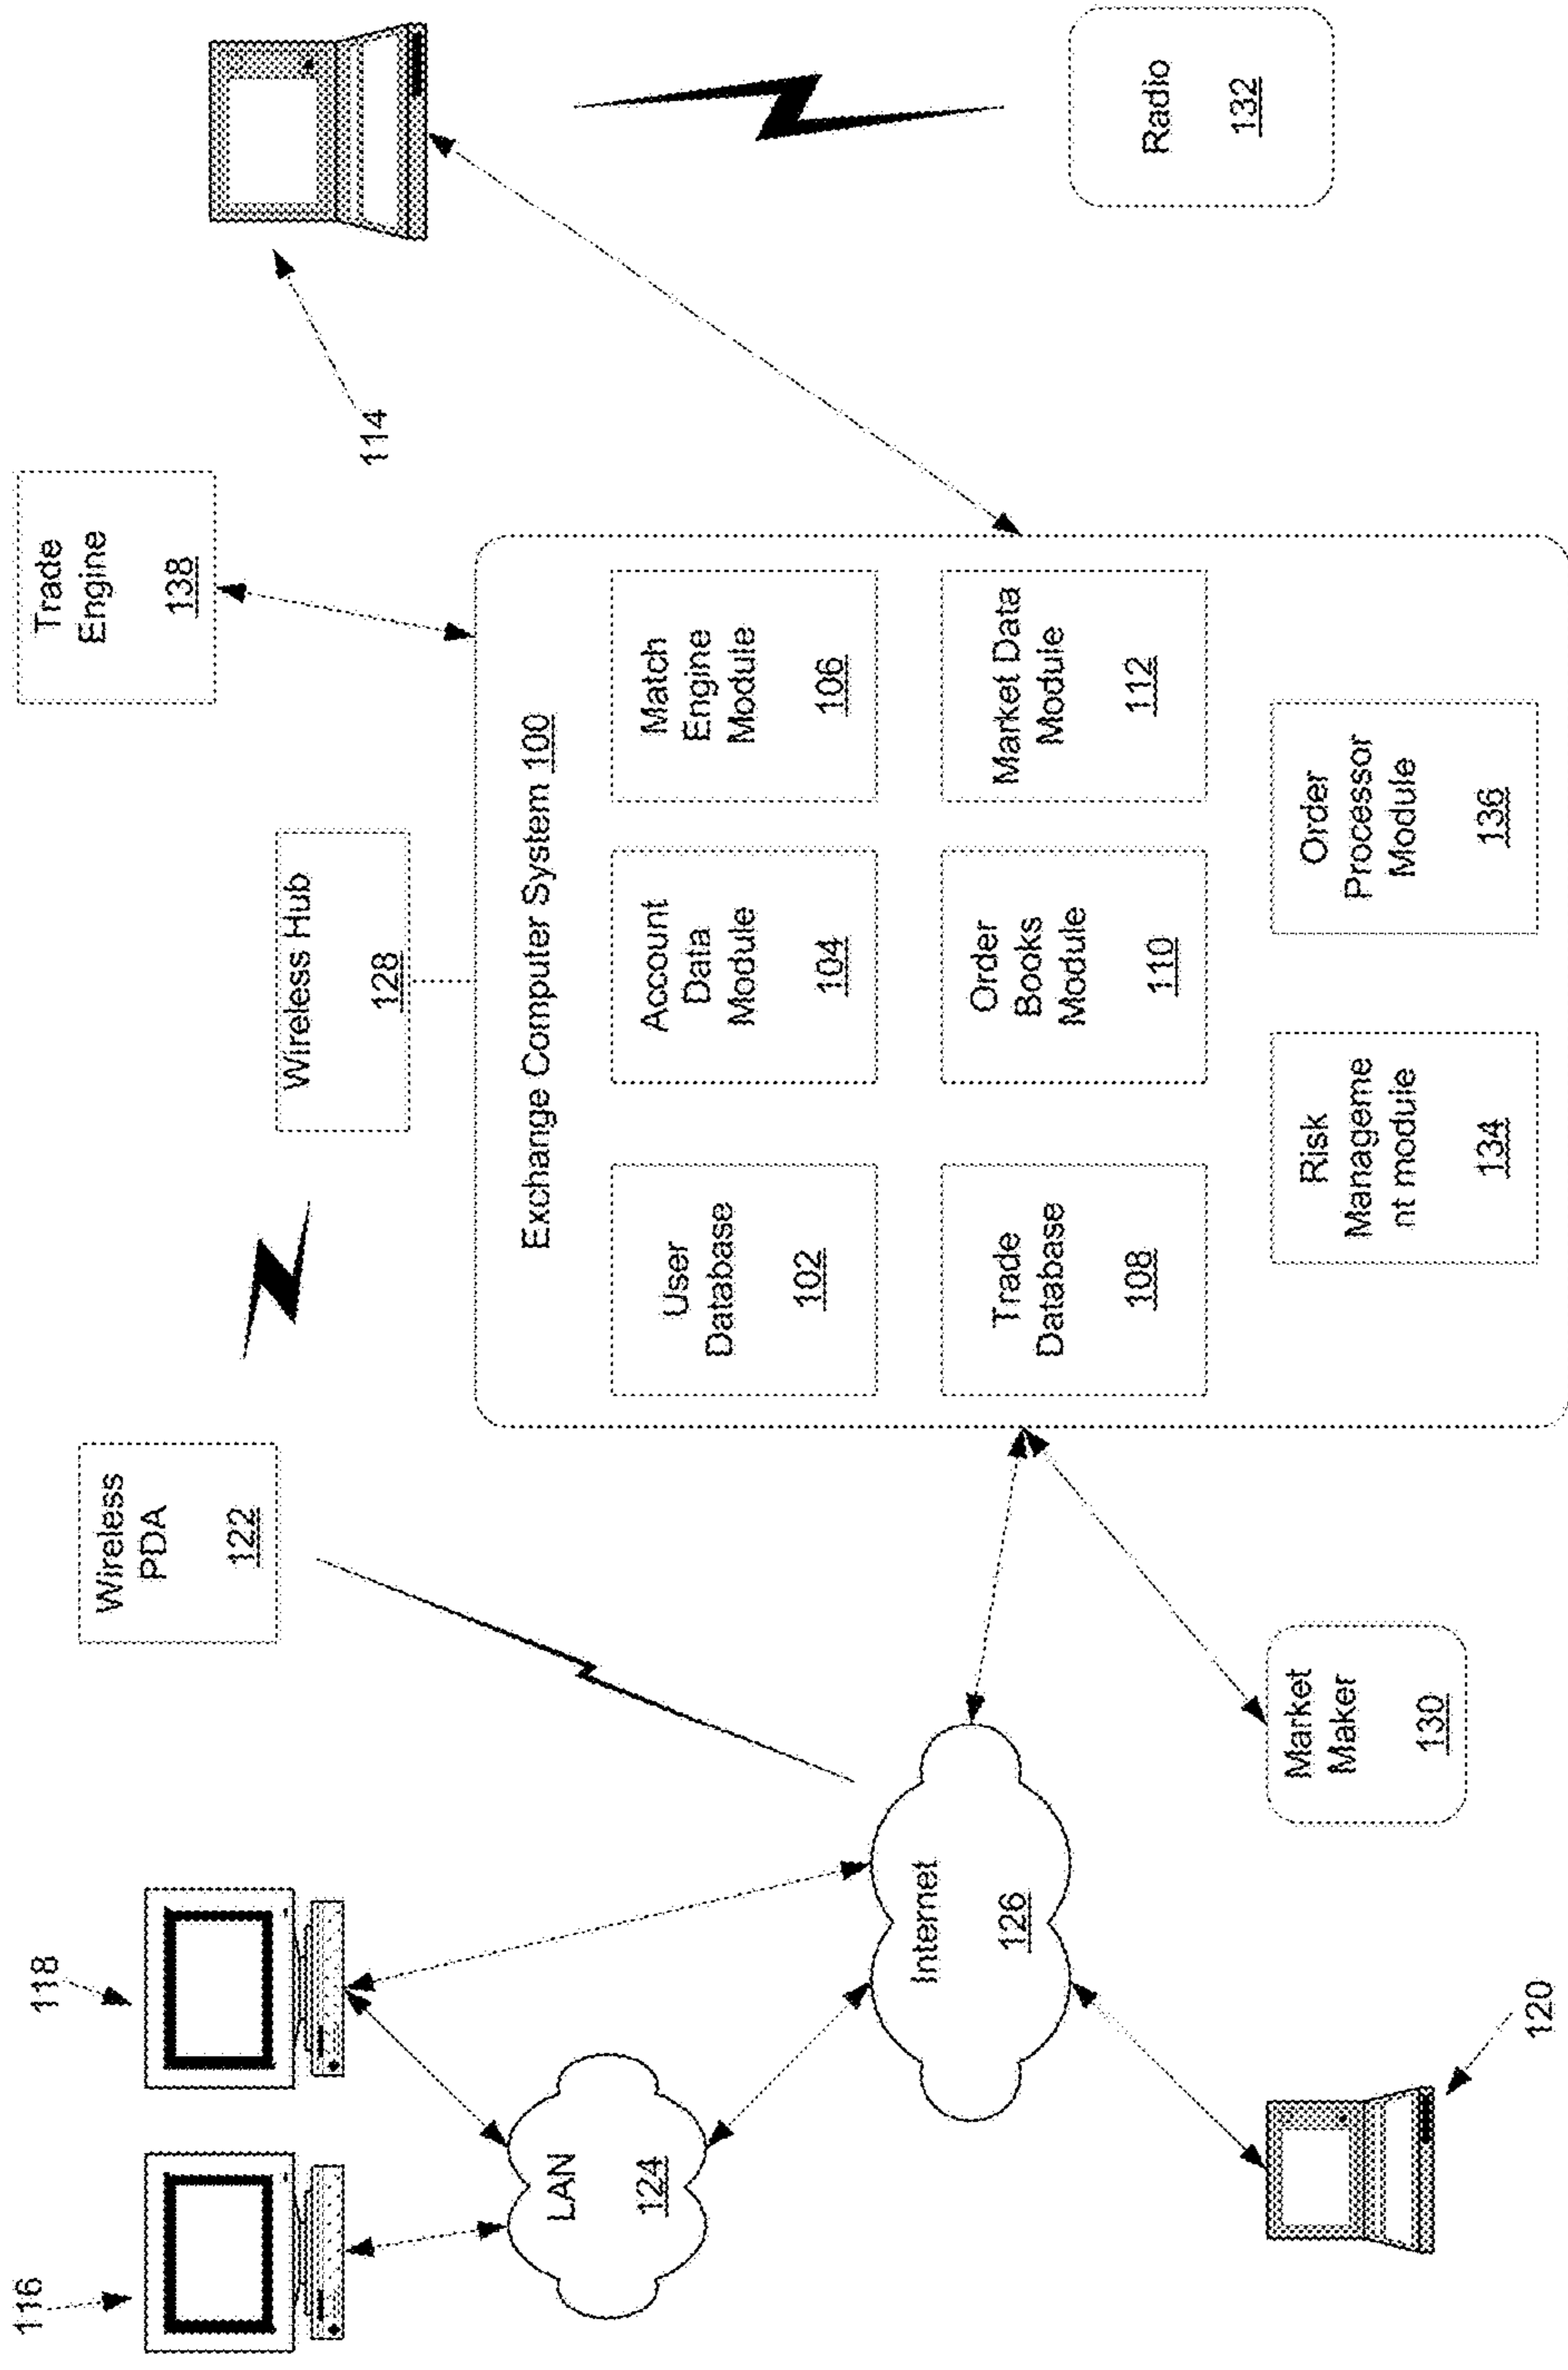 116
118
Wireless
PDA
122
Wireless Hub
128
Trade
Engine
138
114
LAN
124
Internet
126
120
Market
Maker
130
Exchange Computer System 100
User
Database
102
Account
Data
Module
104
Match
Engine
Module
106
Trade
Database
108
Order
Books
Module
110
Market Data
Module
112
Risk
Manageme
nt module
134
Order
Processor
Module
136
Radio
132